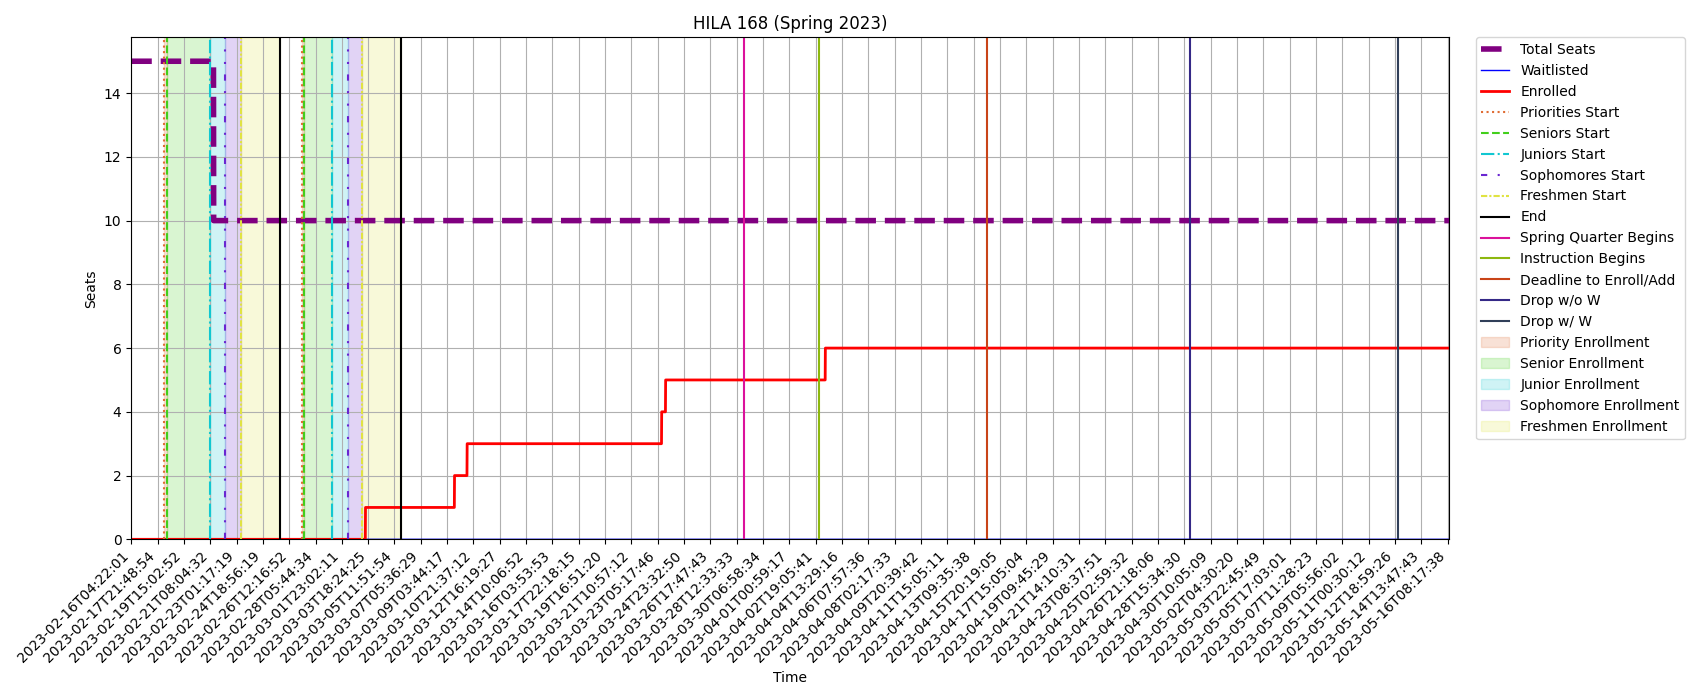 HILA 168 (Spring 2023)
Seats
14
12
10
8
6
4
2
0
2023-02-16T04:22:01
2023-02-17T21:48:54
2023-02-19T15:02:52
2023-02-21T08:04:32
2023-02-23T01:17:19
2023-02-24T18:56:19
2023-02-26T12:16:52
2023-02-28T05:44:34
2023-03-01T23:02:11
2023-03-03T18:24:25
2023-03-05T11:51:54
2023-03-07T05:36:29
2023-03-09T03:44:17
2023-03-10T21:37:12
2023-03-12T16:19:27
2023-03-14T10:06:52
2023-03-16T03:53:53
2023-03-17T22:18:15
2023-03-19T16:51:20
2023-03-21T10:57:12
2023-03-23T05:17:46
2023-03-24T23:32:50
2023-03-26T17:47:43
2023-03-28T12:33:33
2023-03-30T06:58:34
2023-04-01T00:59:17
2023-04-02T19:05:41
2023-04-04T13:29:16
2023-04-06T07:57:36
2023-04-08T02:17:33
2023-04-09T20:39:42
2023-04-11T15:05:11
2023-04-13T09:35:38
2023-04-15T20:19:05
2023-04-17T15:05:04
2023-04-19T09:45:29
2023-04-21T14:10:31
2023-04-23T08:37:51
2023-04-25T02:59:32
2023-04-26T21:18:06
2023-04-28T15:34:30
2023-04-30T10:05:09
2023-05-02T04:30:20
2023-05-03T22:45:49
2023-05-05T17:03:01
2023-05-07T11:28:23
2023-05-09T05:56:02
2023-05-11T00:30:12
2023-05-12T18:59:26
2023-05-14T13:47:43
2023-05-16T08:17:38
Time
Total Seats
Waitlisted
Enrolled
Priorities Start
Seniors Start
Juniors Start
Sophomores Start
Freshmen Start
End
Spring Quarter Begins
Instruction Begins
Deadline to Enroll/Add
Drop w/o W
Drop w/ W
Priority Enrollment
Senior Enrollment
Junior Enrollment
Sophomore Enrollment
Freshmen Enrollment